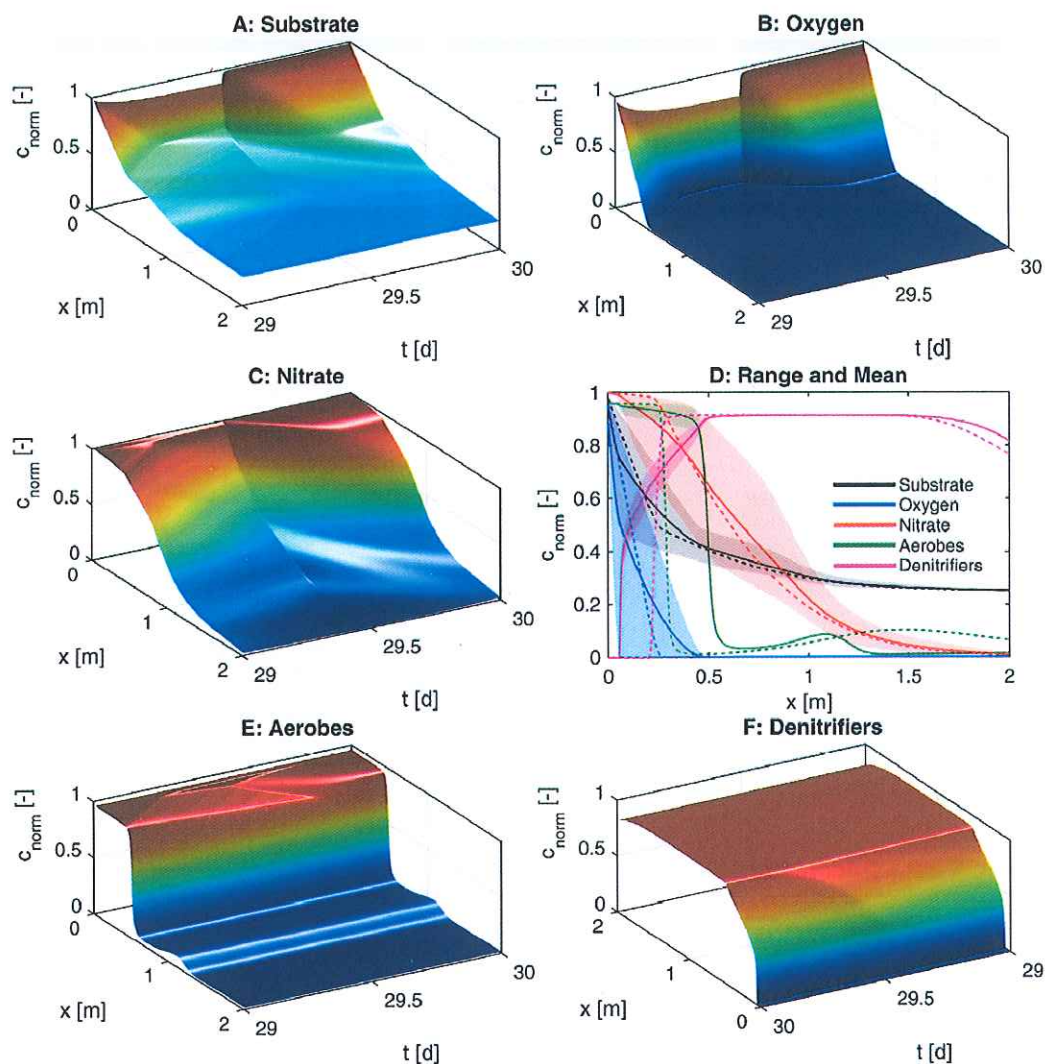 A: Substrate
c_norm [-]
1
0.5
0
0
1
2
x [m]
29
29.5
30
t [d]
B: Oxygen
c_norm [-]
1
0.5
0
0
1
2
x [m]
29
29.5
30
t [d]
C: Nitrate
c_norm [-]
1
0.5
0
0
1
2
x [m]
29
29.5
30
t [d]
D: Range and Mean
c_norm [-]
1
0.8
0.6
0.4
0.2
0
0
0.5
1
1.5
2
x [m]
Substrate
Oxygen
Nitrate
Aerobes
Denitrifiers
E: Aerobes
c_norm [-]
1
0.5
0
0
1
2
x [m]
29
29.5
30
t [d]
F: Denitrifiers
c_norm [-]
1
0.5
0
2
1
0
x [m]
30
29.5
29
t [d]